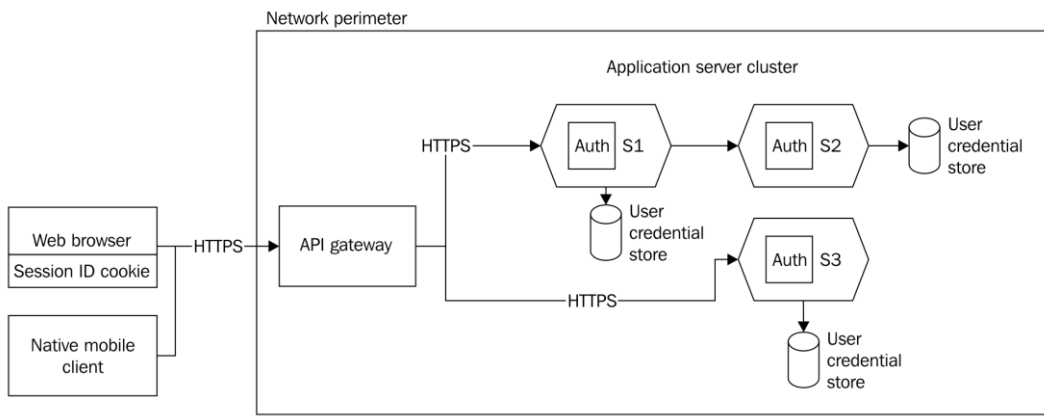 Network perimeter
Application server cluster
HTTPS
Auth S1
Auth S2
User
credential
store
User
credential
store
Web browser
Session ID cookie
HTTPS
API gateway
Auth S3
HTTPS
Native mobile
client
User
credential
store